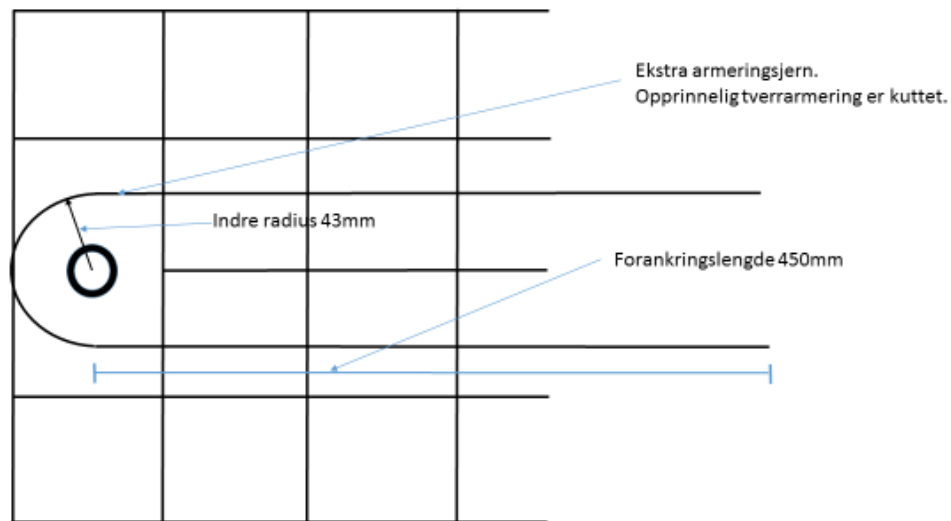 Ekstra armeringsjern.
Opprinnelig tverrarmering er kuttet.
Indre radius 43mm
Forankringslengde 450mm